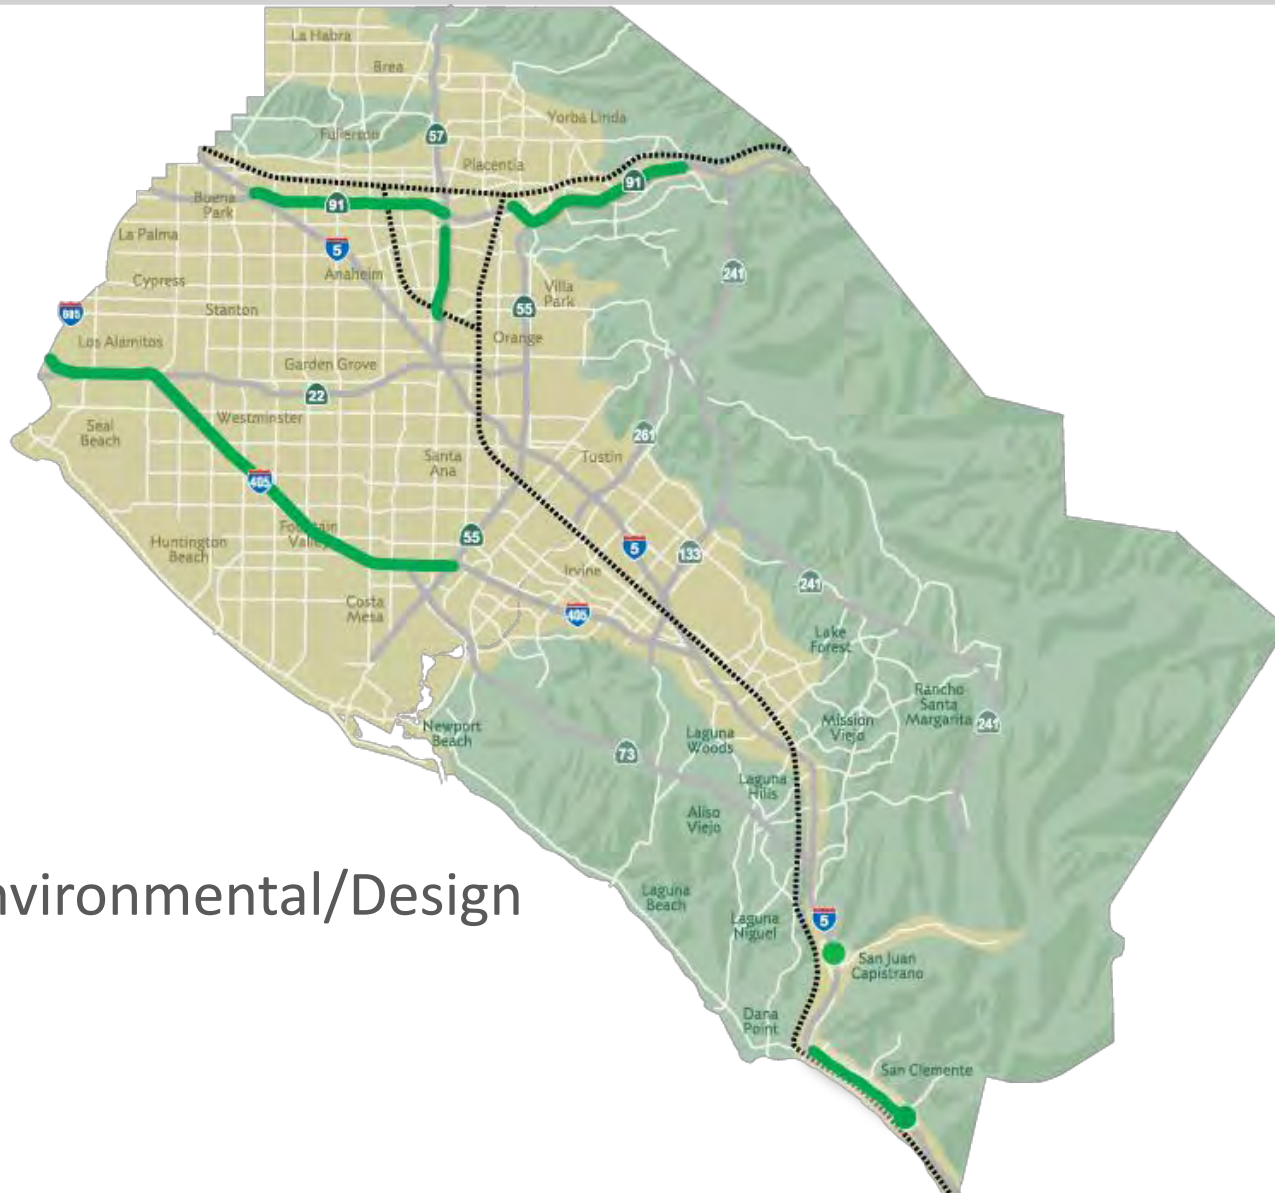 La Habra
Brea
Yorba Linda
Fullerton
57
Placentia
91
Buena
Park
91
La Palma
5
Anaheim
241
Cypress
Villa
Park
Stanton
55
605
Orange
Los Alamitos
Garden Grove
22
Westminster
Seal
Beach
261
Santa
Ana
Tustin
405
Fountain
Valley
55
Huntington
Beach
5
133
Irvine
241
Costa
Mesa
405
Lake
Forest
Rancho
Santa
Margarita
241
Newport
Beach
Mission
Viejo
Laguna
Woods
73
Laguna
Hills
Aliso
Viejo
nvironmental/Design
Laguna
Beach
Laguna
Niguel
5
San Juan
Capistrano
Dana
Point
San Clemente